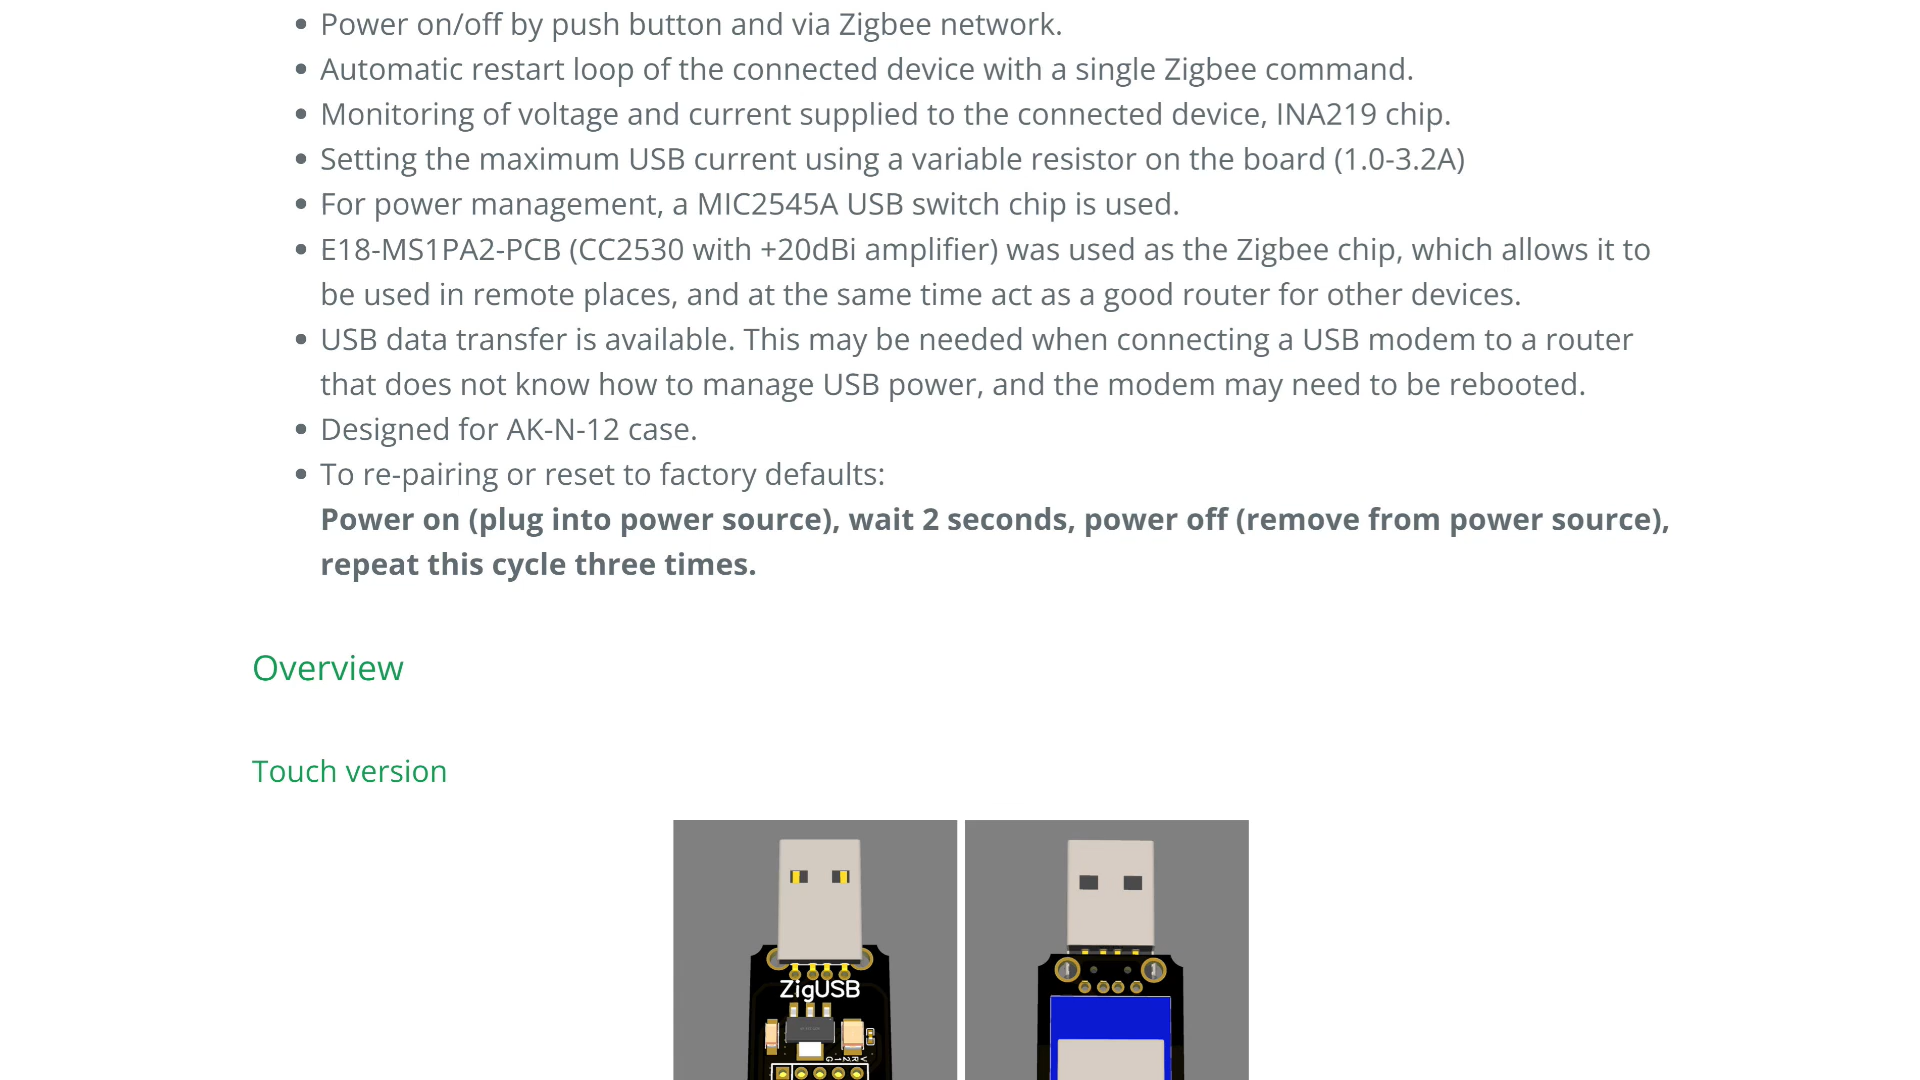 Power on/off by push button and via Zigbee network.
Automatic restart loop of the connected device with a single Zigbee command.
Monitoring of voltage and current supplied to the connected device, INA219 chip.
Setting the maximum USB current using a variable resistor on the board (1.0-3.2A)
For power management, a MIC2545A USB switch chip is used.
E18-MS1PA2-PCB (CC2530 with +20dBi amplifier) was used as the Zigbee chip, which allows it to
be used in remote places, and at the same time act as a good router for other devices.
USB data transfer is available. This may be needed when connecting a USB modem to a router
that does not know how to manage USB power, and the modem may need to be rebooted.
Designed for AK-N-12 case.
To re-pairing or reset to factory defaults:
Power on (plug into power source), wait 2 seconds, power off (remove from power source),
repeat this cycle three times.
Overview
Touch version
ZigUSB